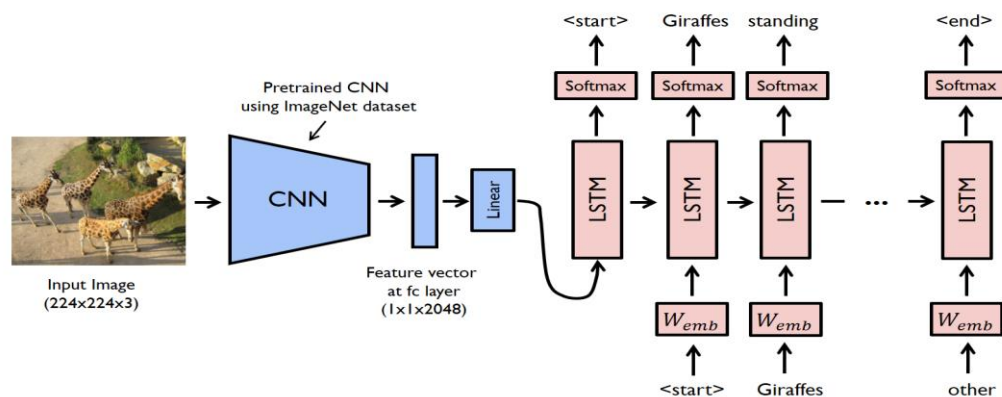 <start> Giraffes standing <end>
Softmax Softmax Softmax Softmax
Pretrained CNN
using ImageNet dataset
CNN
Linear
LSTM LSTM LSTM ... LSTM
Input Image
(224x224x3)
Feature vector
at fc layer
(1x1x2048)
W_emb W_emb W_emb
<start> Giraffes other